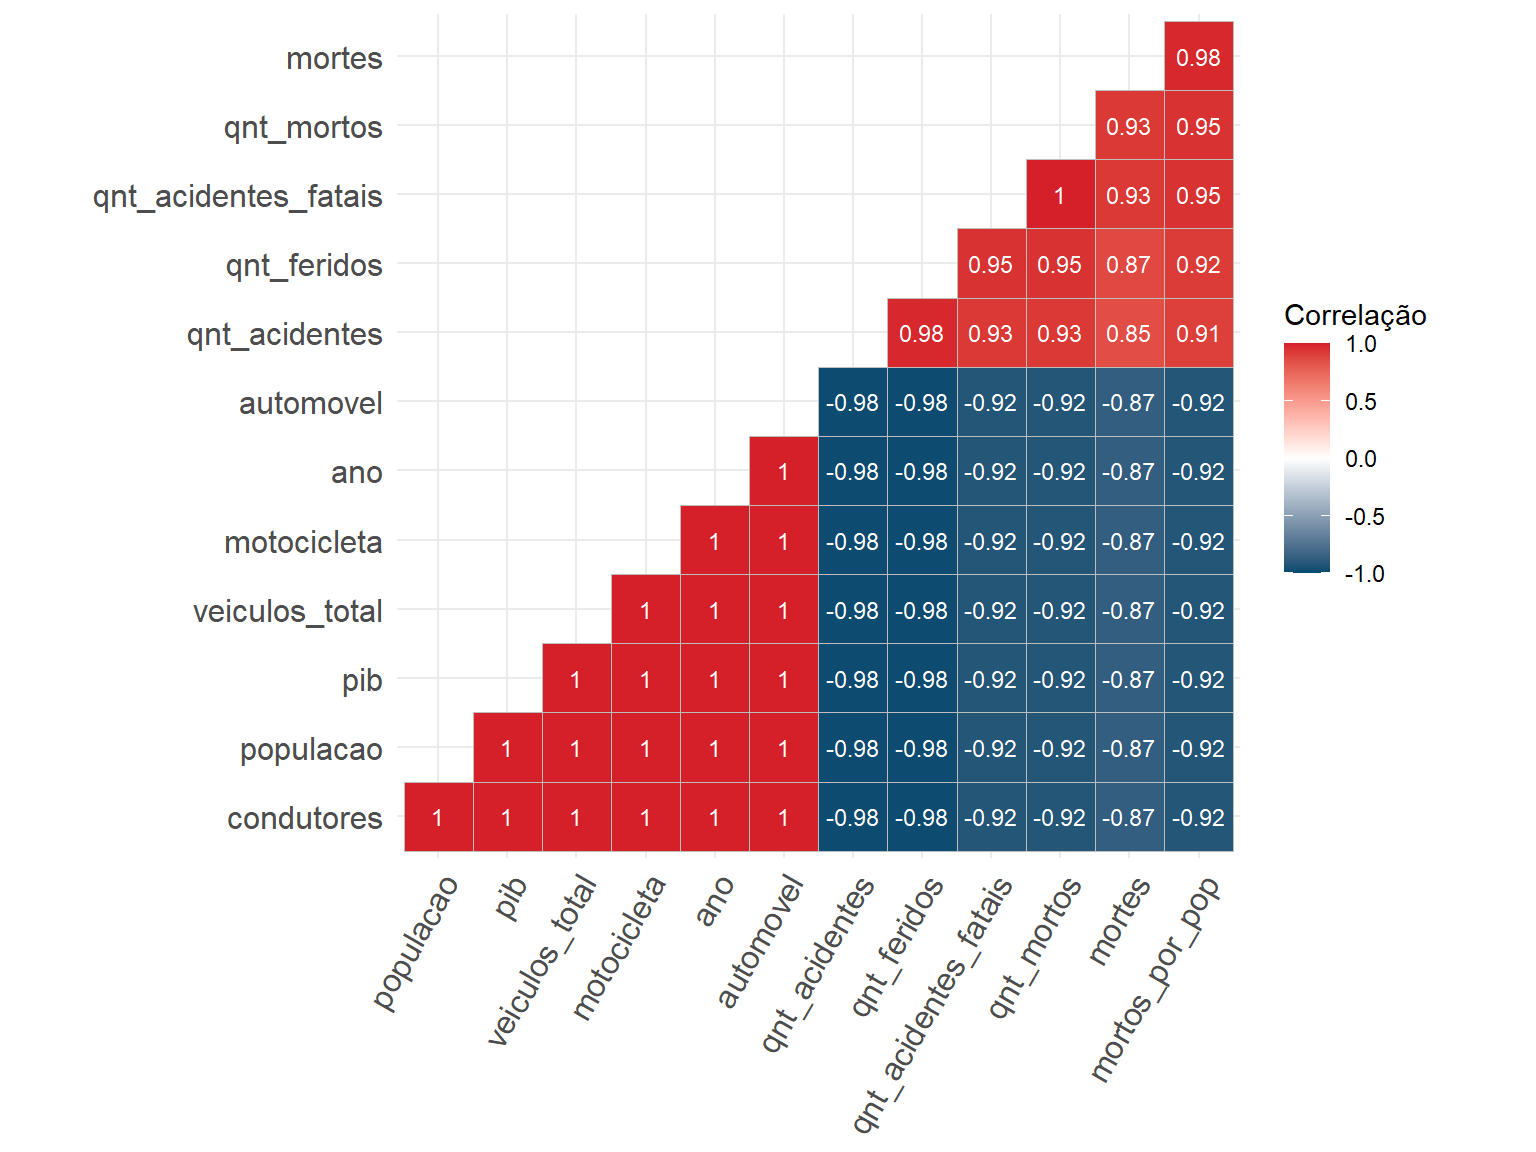 mortes 0.98
qnt_mortos 0.93 0.95
qnt_acidentes_fatais 1 0.93 0.95
qnt_feridos 0.95 0.95 0.87 0.92
qnt_acidentes 0.98 0.93 0.93 0.85 0.91
automovel -0.98 -0.98 -0.92 -0.92 -0.87 -0.92
ano 1 -0.98 -0.98 -0.92 -0.92 -0.87 -0.92
motocicleta 1 1 -0.98 -0.98 -0.92 -0.92 -0.87 -0.92
veiculos_total 1 1 1 -0.98 -0.98 -0.92 -0.92 -0.87 -0.92
pib 1 1 1 1 -0.98 -0.98 -0.92 -0.92 -0.87 -0.92
populacao 1 1 1 1 1 -0.98 -0.98 -0.92 -0.92 -0.87 -0.92
condutores 1 1 1 1 1 1 -0.98 -0.98 -0.92 -0.92 -0.87 -0.92
populacao
pib
veiculos_total
motocicleta
ano
automovel
qnt_acidentes
qnt_feridos
qnt_acidentes_fatais
qnt_mortos
mortes
mortos_por_pop
Correlação
1.0
0.5
0.0
-0.5
-1.0